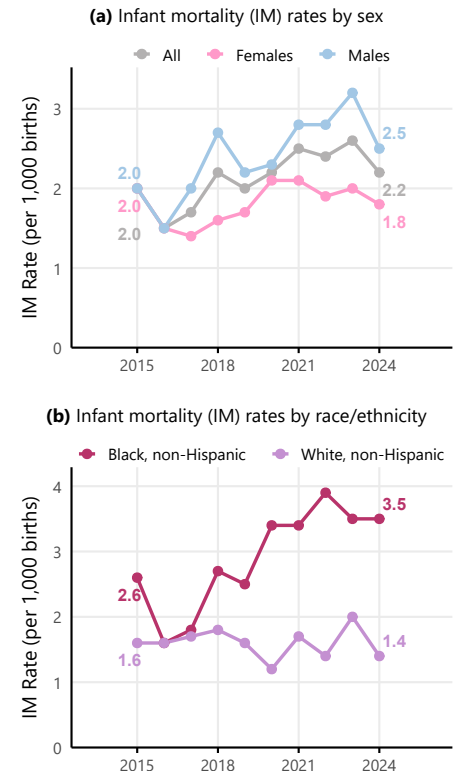 (a) Infant mortality (IM) rates by sex
All Females Males
IM Rate (per 1,000 births)
3
2
1
0
2.0
2.0
2.0
2.5
2.2
1.8
2015 2018 2021 2024
(b) Infant mortality (IM) rates by race/ethnicity
Black, non-Hispanic White, non-Hispanic
IM Rate (per 1,000 births)
4
3
2
1
0
2.6
1.6
3.5
1.4
2015 2018 2021 2024